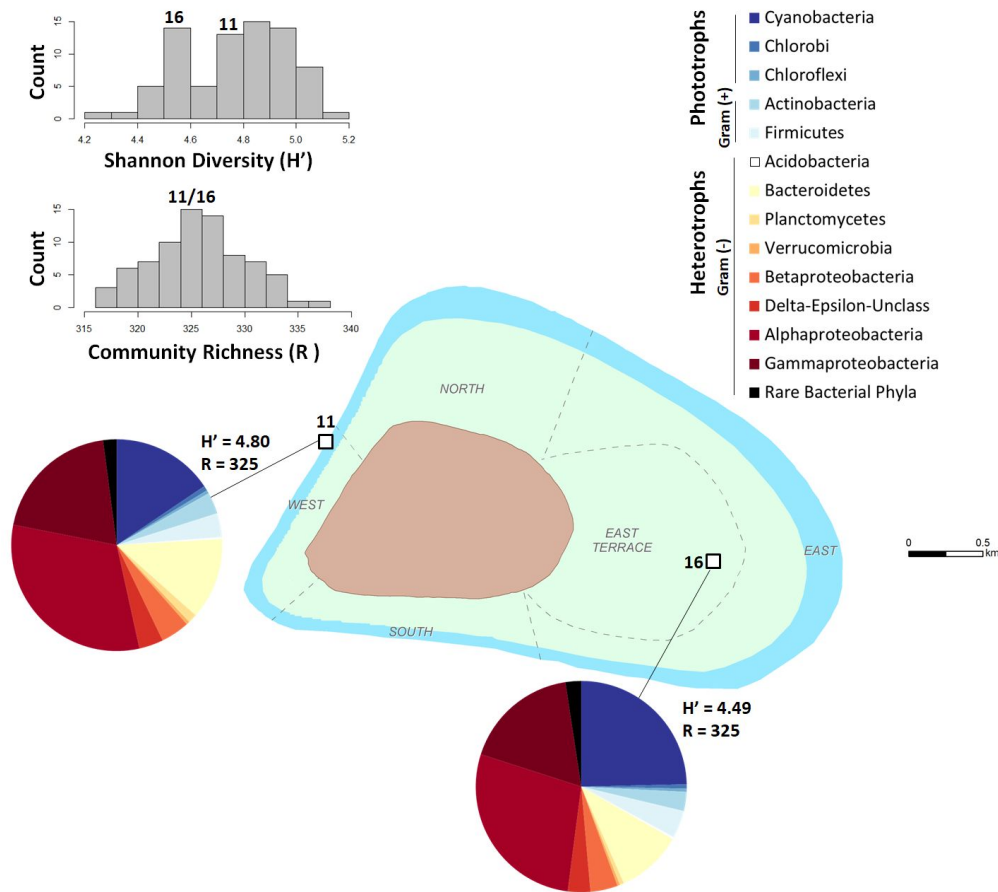 16
11
15
10
5
0
Count
4.2 4.4 4.6 4.8 5.0 5.2
Shannon Diversity (H’)
11/16
15
10
5
0
Count
315 320 325 330 335 340
Community Richness (R )
Phototrophs
Gram (+)
Heterotrophs
Gram (-)
Cyanobacteria
Chlorobi
Chloroflexi
Actinobacteria
Firmicutes
Acidobacteria
Bacteroidetes
Planctomycetes
Verrucomicrobia
Betaproteobacteria
Delta-Epsilon-Unclass
Alphaproteobacteria
Gammaproteobacteria
Rare Bacterial Phyla
NORTH
11
H’ = 4.80
R = 325
WEST
EAST
TERRACE
EAST
16
0 0.5
km
SOUTH
H’ = 4.49
R = 325